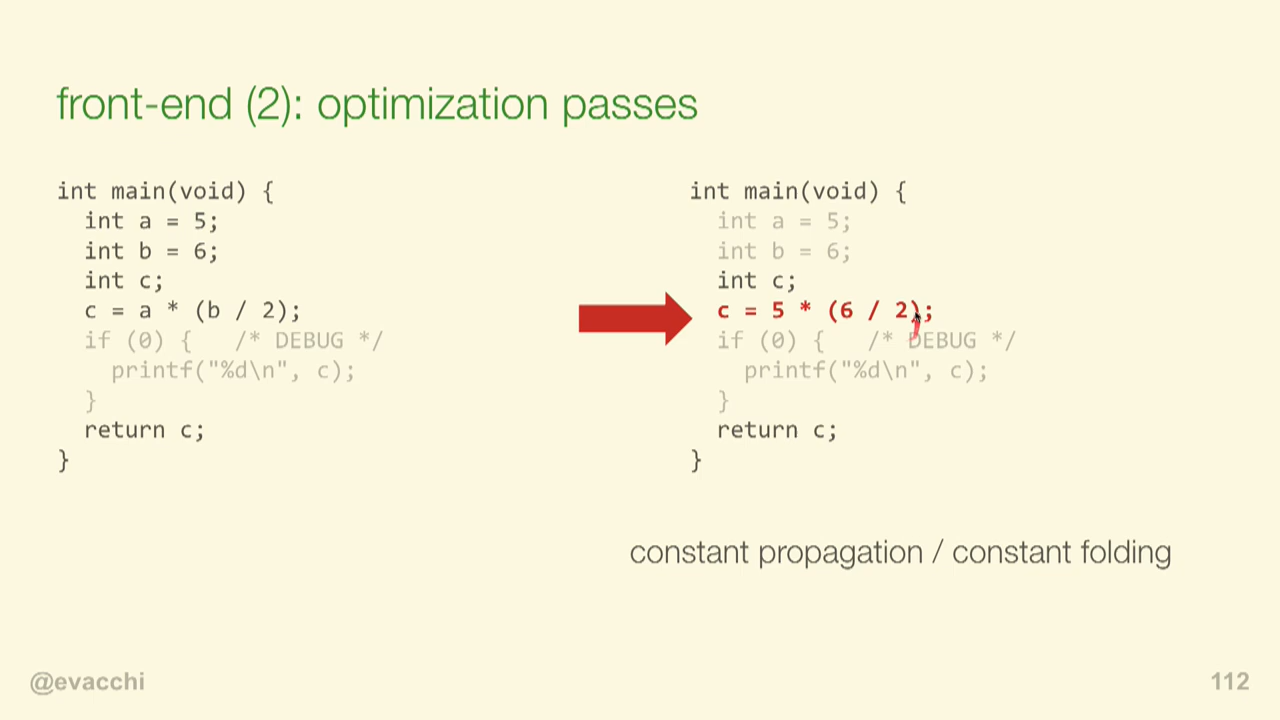 front-end (2): optimization passes
int main(void) {
int a = 5;
int b = 6;
int c;
c = a * (b / 2);
if (0) {   /* DEBUG */
printf("%d\n", c);
}
return c;
}
int main(void) {
int a = 5;
int b = 6;
int c;
c = 5 * (6 / 2);
if (0) {   /* DEBUG */
printf("%d\n", c);
}
return c;
}
constant propagation / constant folding
@evacchi
112